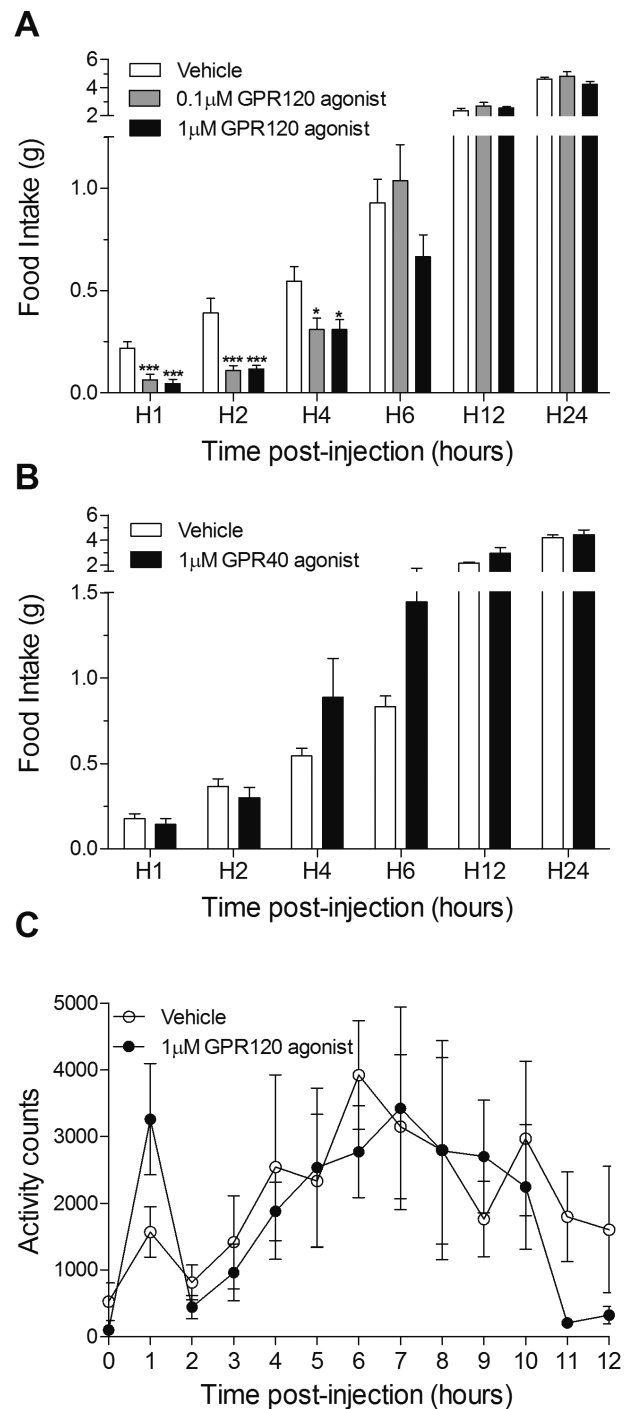 A
6
4
2
1.0
0.5
0.0
Food Intake (g)
Vehicle
0.1μM GPR120 agonist
1μM GPR120 agonist
*** *** *** *** * *
H1 H2 H4 H6 H12 H24
Time post-injection (hours)
B
6
4
2
1.5
1.0
0.5
0.0
Food Intake (g)
Vehicle
1μM GPR40 agonist
H1 H2 H4 H6 H12 H24
Time post-injection (hours)
C
5000
4000
3000
2000
1000
0
Activity counts
Vehicle
1μM GPR120 agonist
0 1 2 3 4 5 6 7 8 9 10 11 12
Time post-injection (hours)